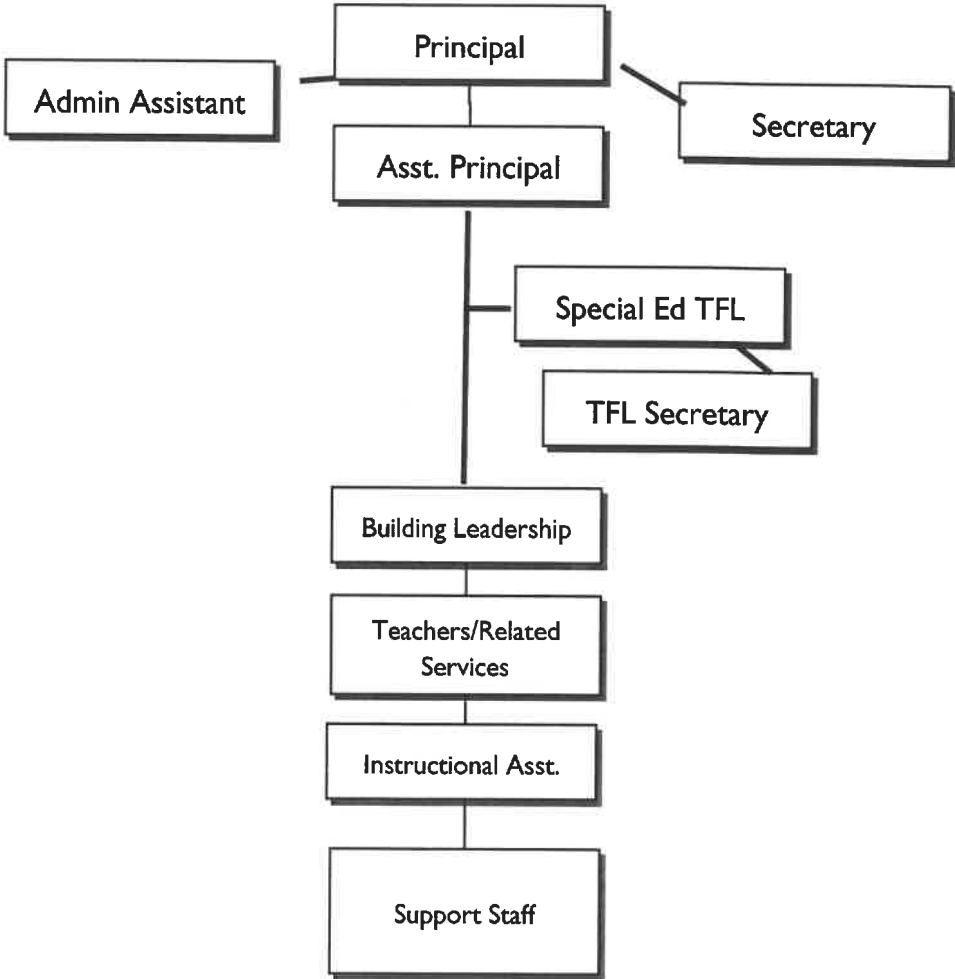 Principal
Admin Assistant
Secretary
Asst. Principal
Special Ed TFL
TFL Secretary
Building Leadership
Teachers/Related
Services
Instructional Asst.
Support Staff